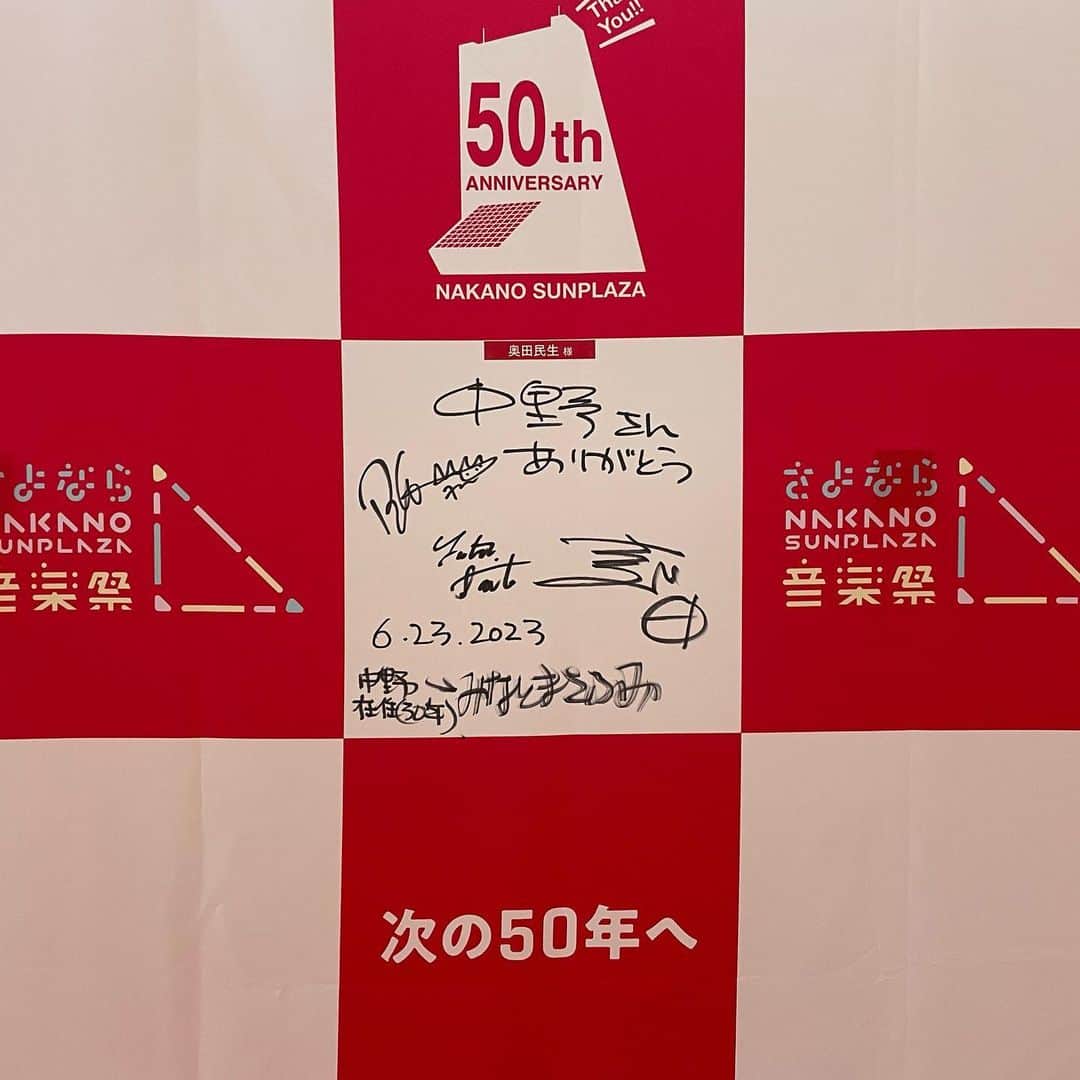 Thank
You!!
50th
ANNIVERSARY
NAKANO SUNPLAZA
奥田民生 様
中野さん
ありがとう
6.23.2023
中野
在住(30年)
さよなら
NAKANO
SUNPLAZA
音楽祭
さよなら
NAKANO
SUNPLAZA
音楽祭
次の50年へ